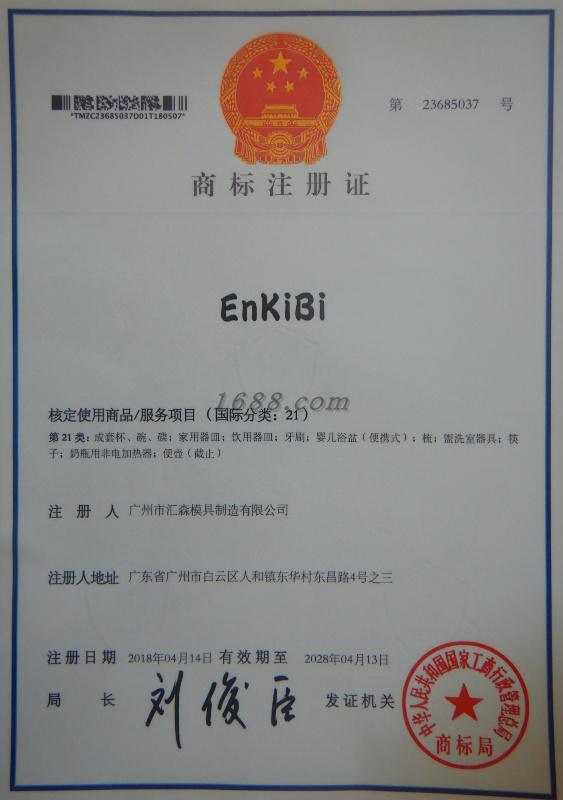 第 23685037 号
*TMZC23685037D01T180507*
商标注册证
EnKiBi
1688.com
核定使用商品/服务项目（国际分类：21）
第21类：成套杯、碗、碟；家用器皿；饮用器皿；牙刷；婴儿浴盆（便携式）；梳；盥洗室器具；筷
子；奶瓶用非电加热器；便壶（截止）
注 册 人 广州市汇森模具制造有限公司
注册人地址 广东省广州市白云区人和镇东华村东昌路4号之三
注册日期 2018年04月14日 有效期至 2028年04月13日
局 长 刘俊臣 发证机关
中华人民共和国国家工商行政管理总局
商标局